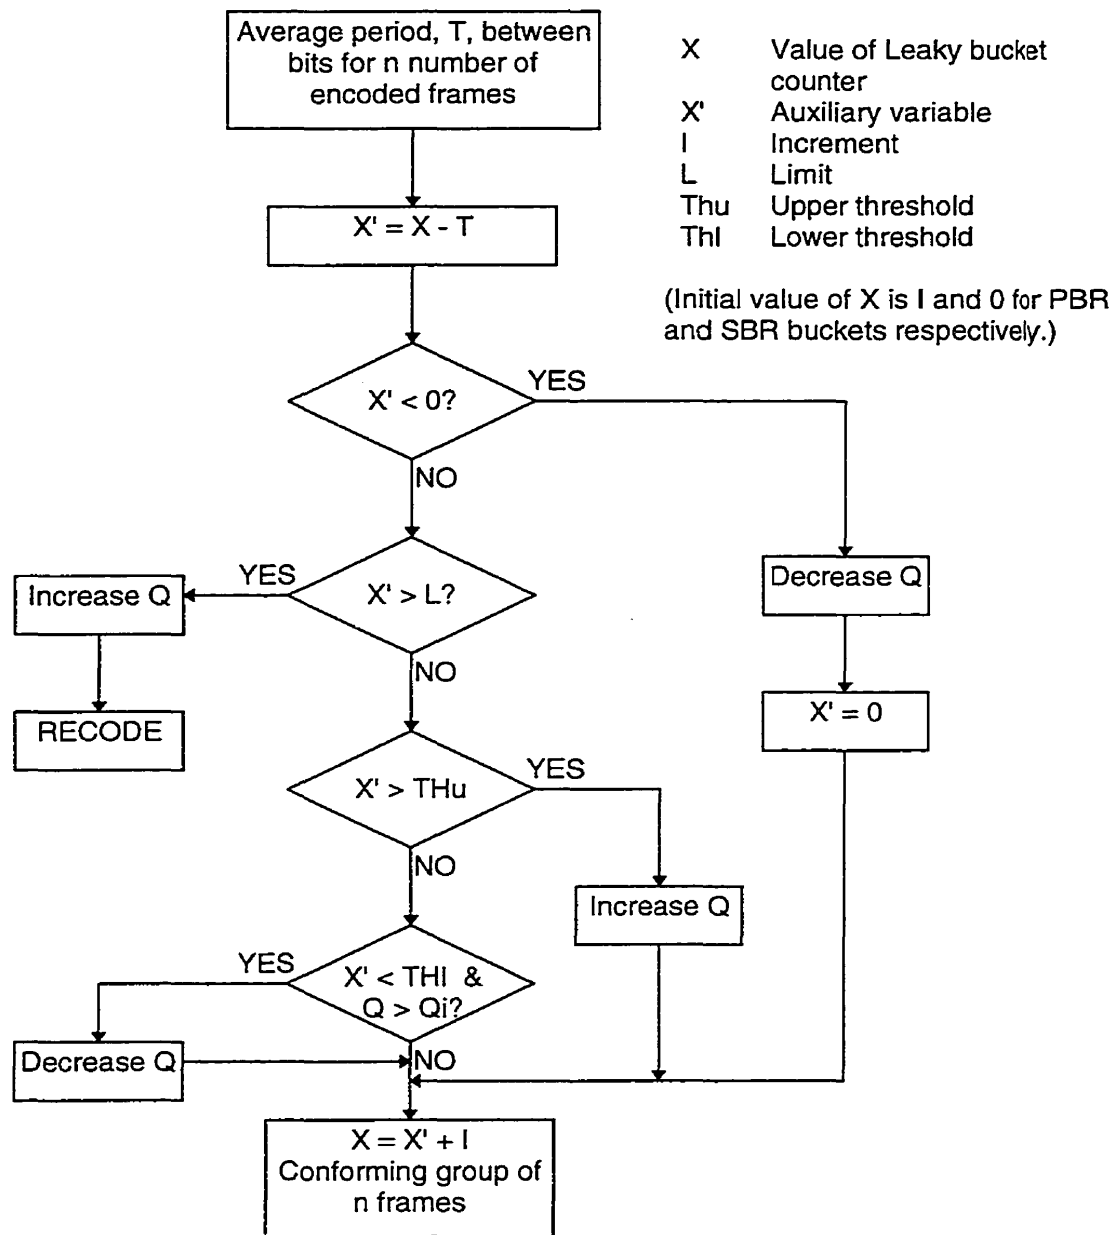 Average period, T, between
bits for n number of
encoded frames
X Value of Leaky bucket
counter
X' Auxiliary variable
I Increment
L Limit
Thu Upper threshold
Thl Lower threshold
(Initial value of X is I and 0 for PBR
and SBR buckets respectively.)
X' = X - T
X' < 0?
YES
NO
X' > L?
YES
Increase Q
RECODE
NO
Decrease Q
X' = 0
X' > THu
YES
NO
Increase Q
X' < THl &
Q > Qi?
YES
Decrease Q
NO
X = X' + I
Conforming group of
n frames